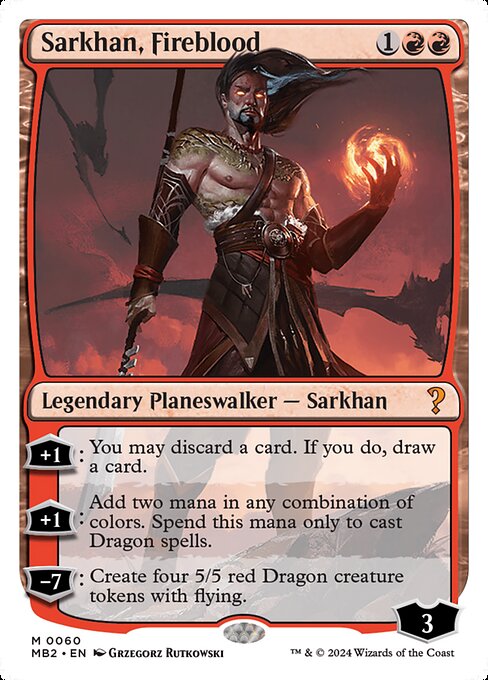 Sarkhan, Fireblood 1
Legendary Planeswalker — Sarkhan
+1: You may discard a card. If you do, draw
a card.
+1: Add two mana in any combination of
colors. Spend this mana only to cast
Dragon spells.
−7: Create four 5/5 red Dragon creature
tokens with flying.
3
M 0060
MB2 • EN Grzegorz Rutkowski
™ & © 2024 Wizards of the Coast